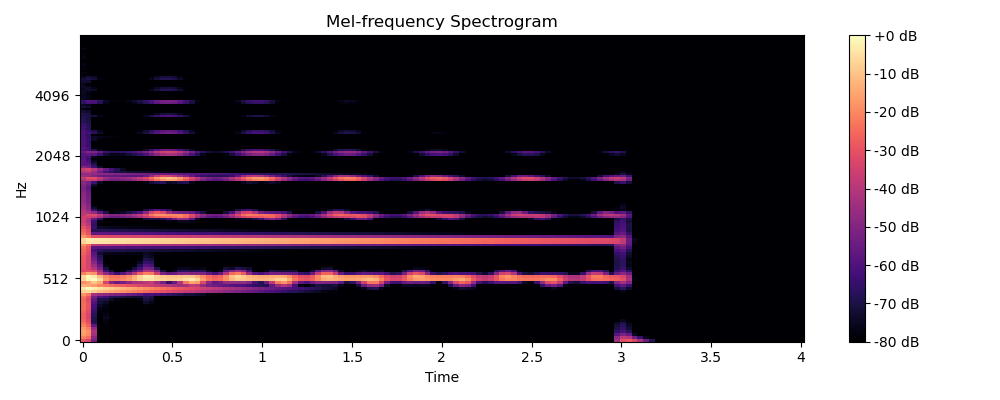 Mel-frequency Spectrogram
Hz
4096
2048
1024
512
0
0
0.5
1
1.5
2
2.5
3
3.5
4
Time
+0 dB
-10 dB
-20 dB
-30 dB
-40 dB
-50 dB
-60 dB
-70 dB
-80 dB